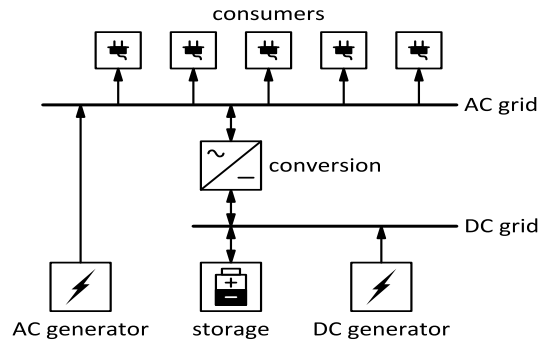 consumers
AC grid
conversion
DC grid
AC generator
storage
DC generator